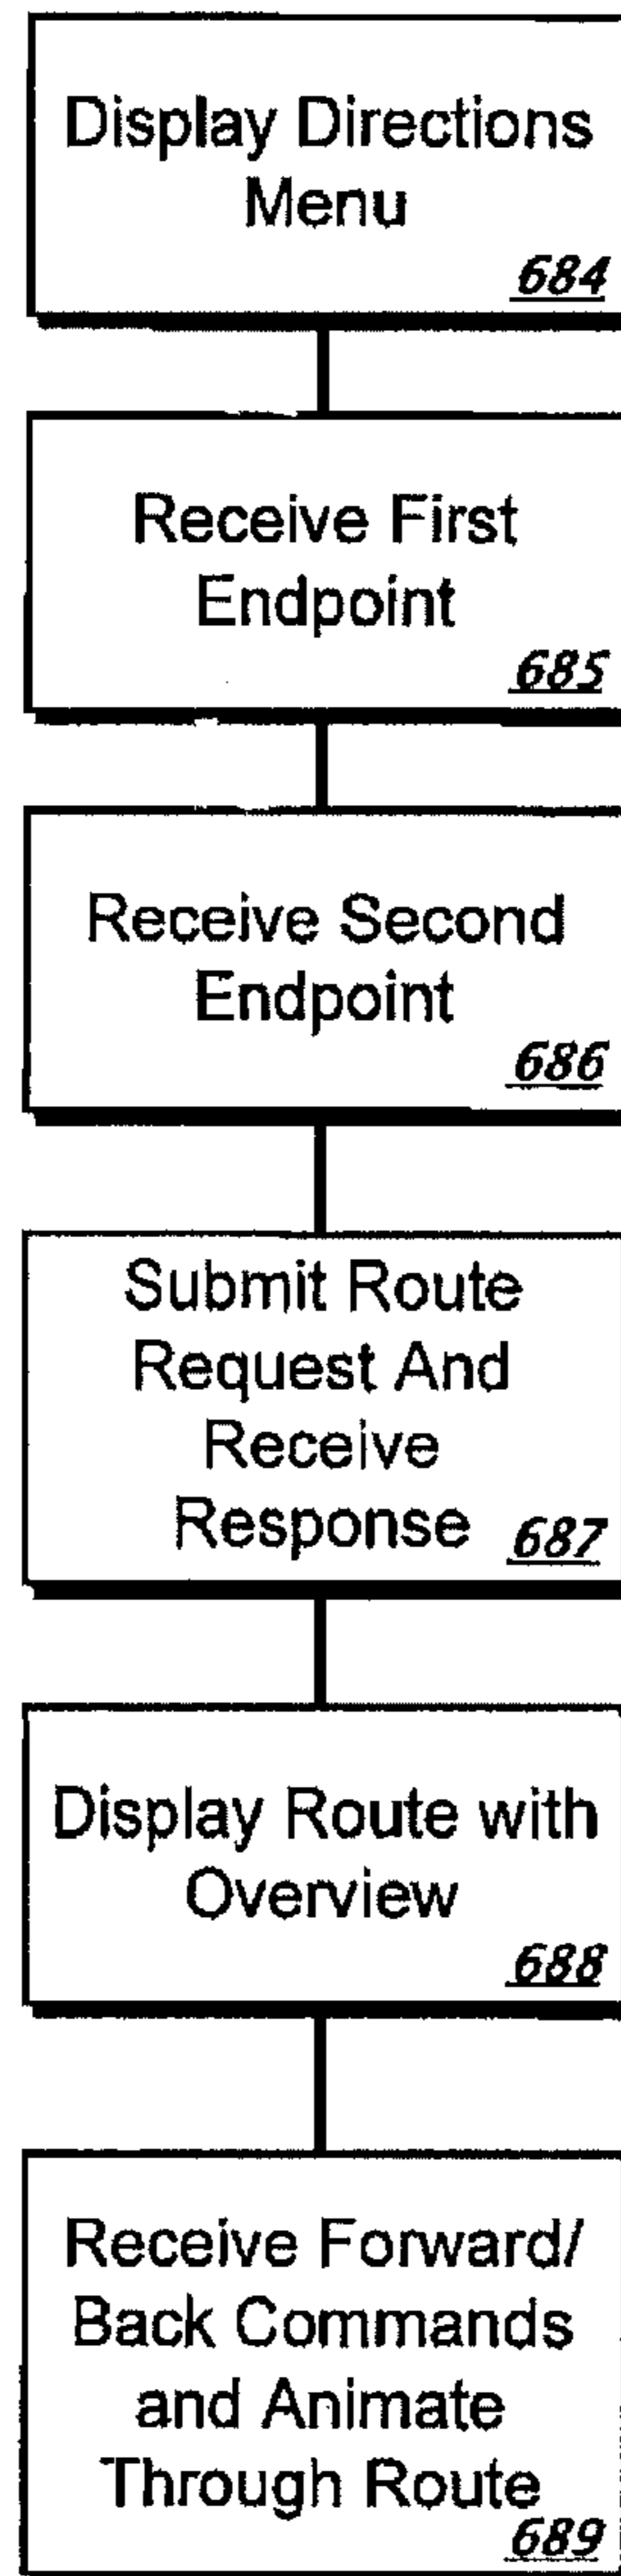 Display Directions
Menu
684
Receive First
Endpoint
685
Receive Second
Endpoint
686
Submit Route
Request And
Receive
Response 687
Display Route with
Overview
688
Receive Forward/
Back Commands
and Animate
Through Route
689